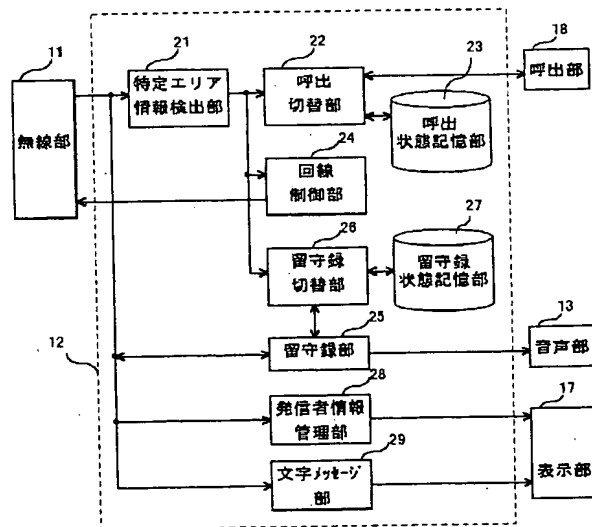 11
無線部
12
21
特定エリア
情報検出部
22
呼出
切替部
23
呼出
状態記憶部
18
呼出部
24
回線
制御部
26
留守録
切替部
27
留守録
状態記憶部
25
留守録部
13
音声部
28
発信者情報
管理部
17
表示部
29
文字メッセージ
部